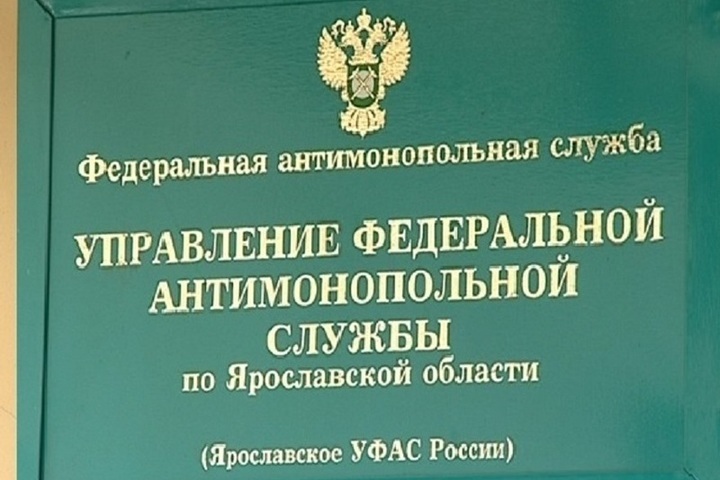 Федеральная антимонопольная служба
УПРАВЛЕНИЕ ФЕДЕРАЛЬНОЙ
АНТИМОНОПОЛЬНОЙ
СЛУЖБЫ
по Ярославской области
(Ярославское УФАС России)